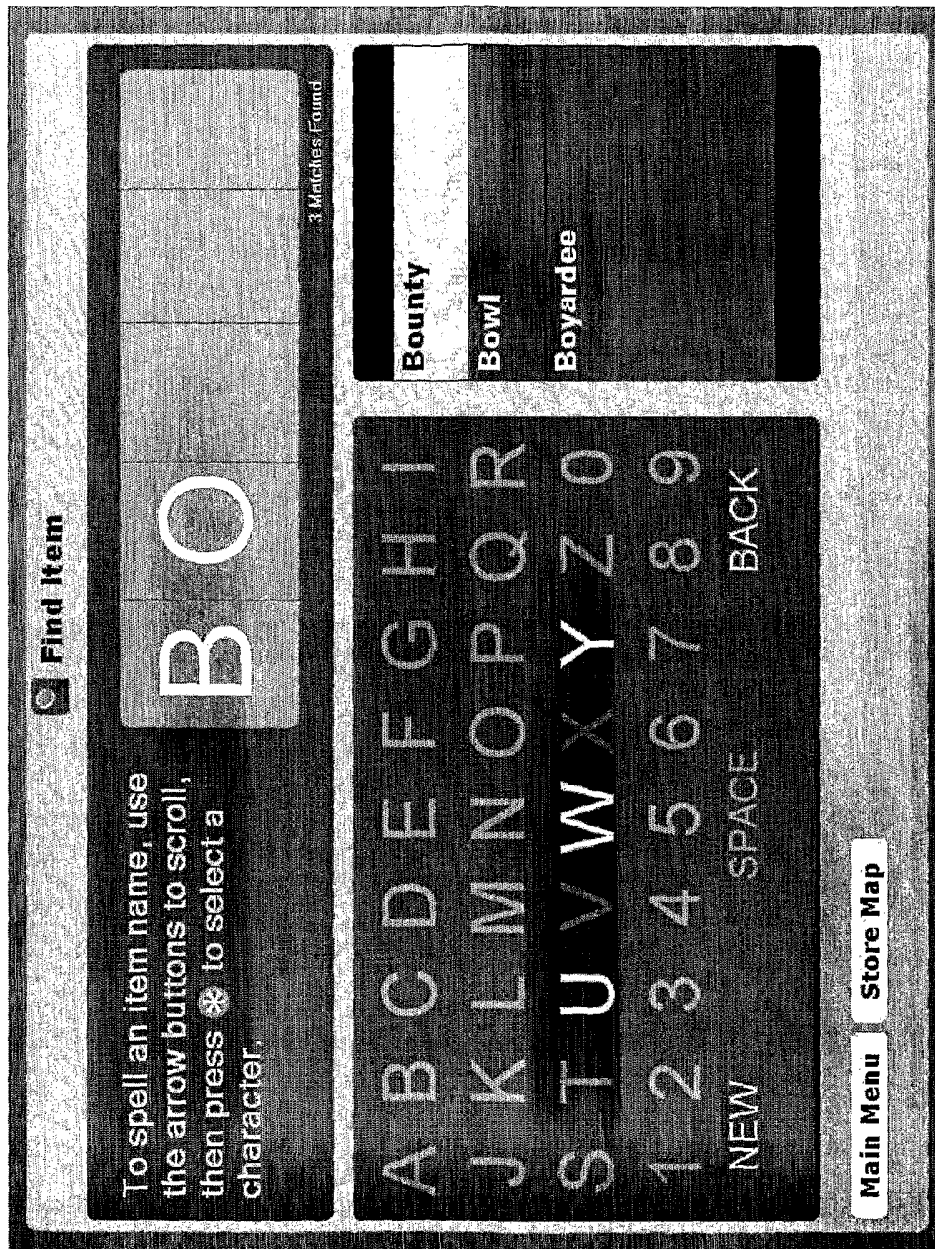 Find Item
To spell an item name, use
the arrow buttons to scroll,
then press ⊛ to select a
character.
B O
3 Matches Found
A B C D E F G H I
J K L M N O P Q R
S T U V W X Y Z 0
1 2 3 4 5 6 7 8 9
NEW SPACE BACK
Bounty
Bowl
Boyardee
Main Menu Store Map